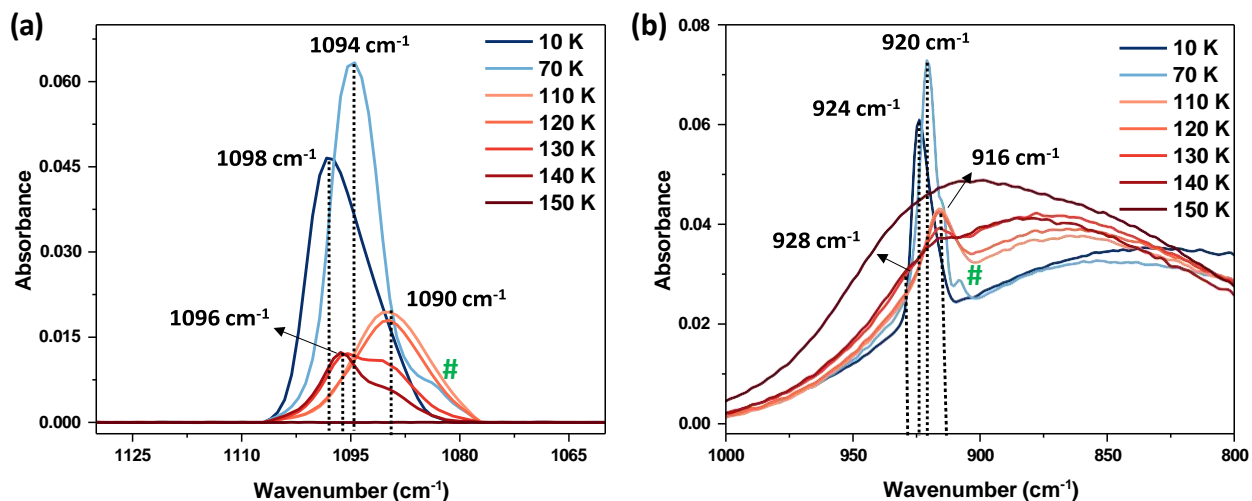 (a)
1094 cm⁻¹
1098 cm⁻¹
1096 cm⁻¹
1090 cm⁻¹
#
10 K
70 K
110 K
120 K
130 K
140 K
150 K
Absorbance
0.060
0.045
0.030
0.015
0.000
1125
1110
1095
1080
1065
Wavenumber (cm⁻¹)
(b)
920 cm⁻¹
924 cm⁻¹
916 cm⁻¹
928 cm⁻¹
#
10 K
70 K
110 K
120 K
130 K
140 K
150 K
Absorbance
0.08
0.06
0.04
0.02
0.00
1000
950
900
850
800
Wavenumber (cm⁻¹)